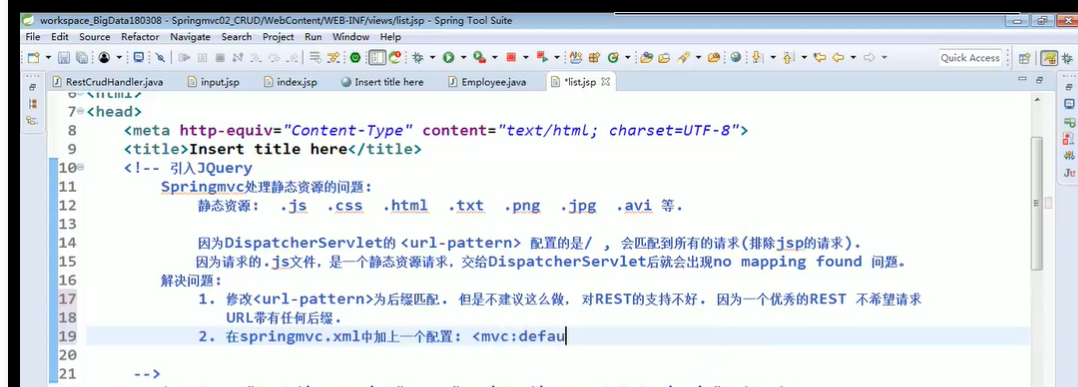 workspace_BigData180308 - Springmvc02_CRUD/WebContent/WEB-INF/views/list.jsp - Spring Tool Suite
File Edit Source Refactor Navigate Search Project Run Window Help
Quick Access
RestCrudHandler.java input.jsp index.jsp Insert title here Employee.java *list.jsp
6 <html>
7 <head>
8 <meta http-equiv="Content-Type" content="text/html; charset=UTF-8">
9 <title>Insert title here</title>
10 <!-- 引入JQuery
11 Springmvc处理静态资源的问题:
12 静态资源: .js .css .html .txt .png .jpg .avi 等.
13
14 因为DispatcherServlet的 <url-pattern> 配置的是/ , 会匹配到所有的请求(排除jsp的请求).
15 因为请求的.js文件, 是一个静态资源请求, 交给DispatcherServlet后就会出现no mapping found 问题。
16 解决问题:
17 1. 修改<url-pattern>为后缀匹配. 但是不建议这么做, 对REST的支持不好. 因为一个优秀的REST 不希望请求
18 URL带有任何后缀.
19 2. 在springmvc.xml中加上一个配置: <mvc:defau
20
21 -->